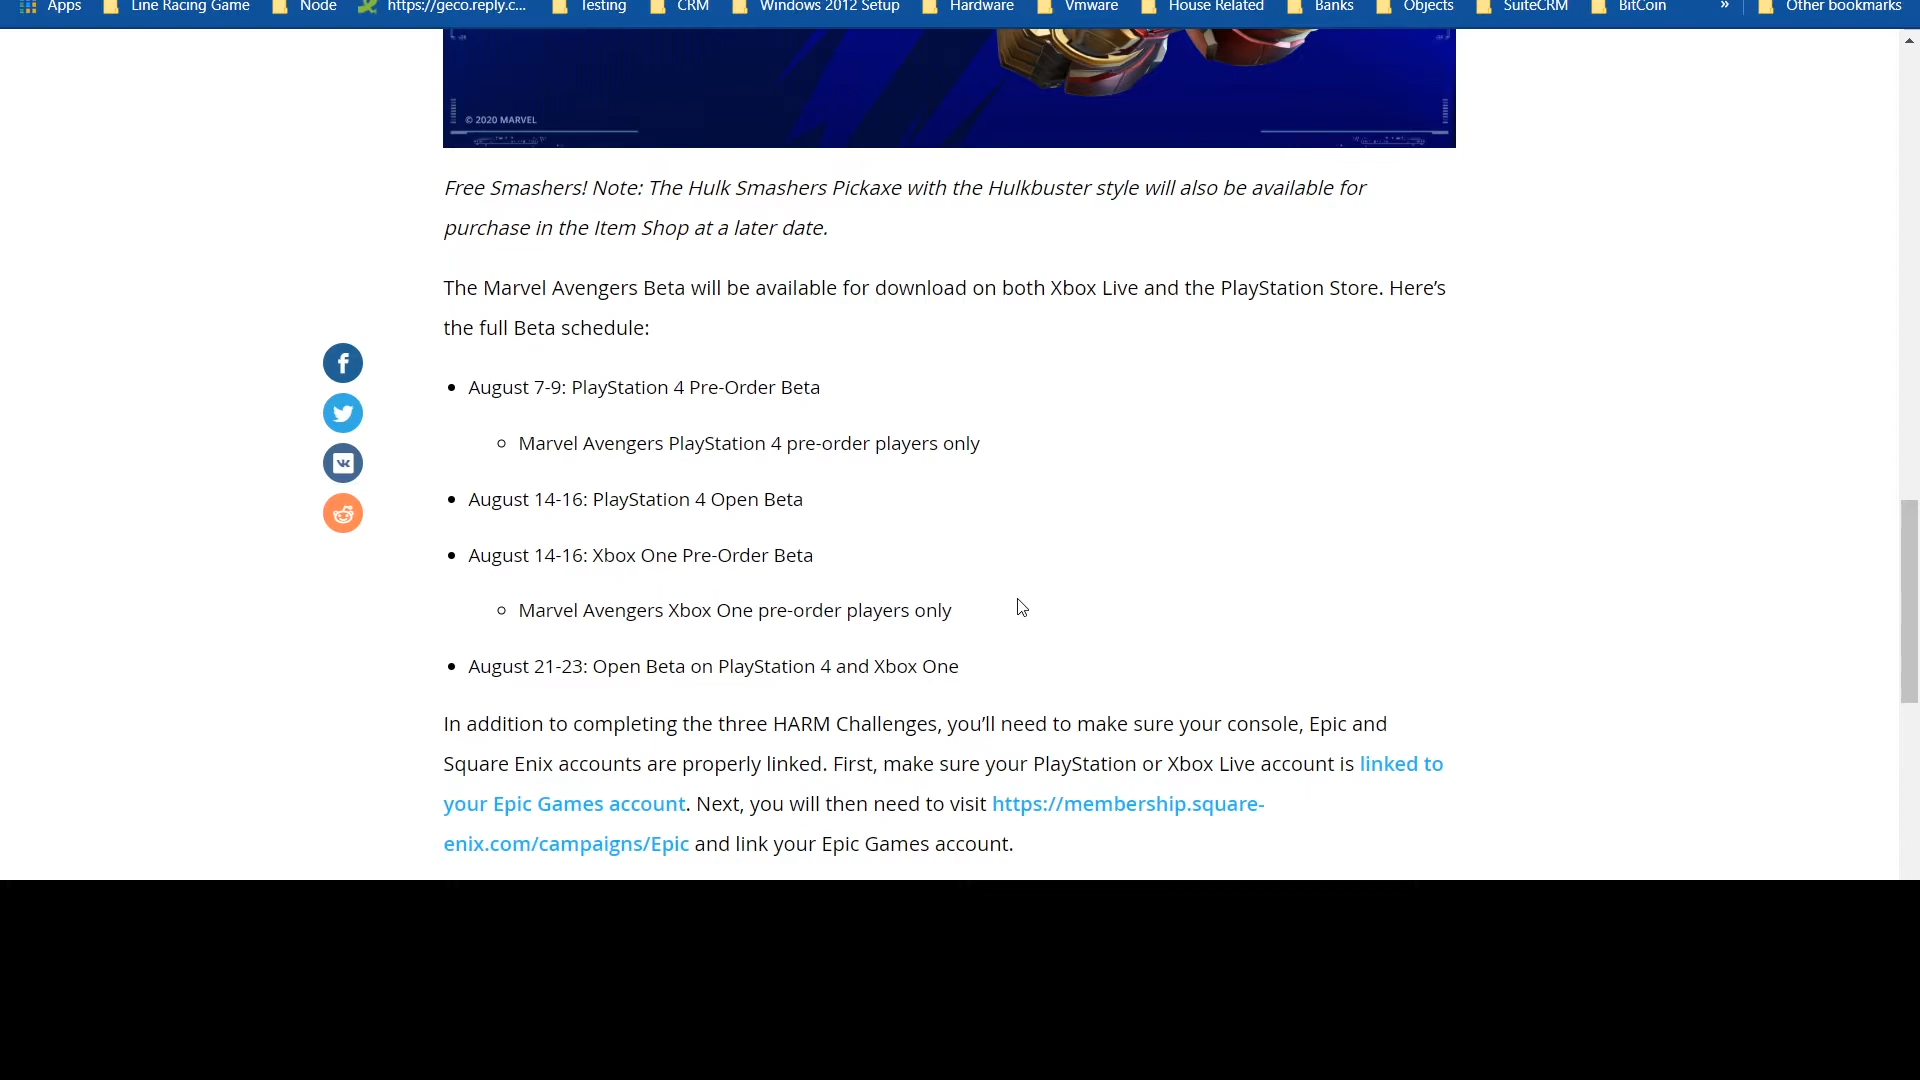 Apps Line Racing Game Node https://geco.reply.c... Testing CRM Windows 2012 Setup Hardware Vmware House Related Banks Objects SuiteCRM BitCoin » Other bookmarks
© 2020 MARVEL
Free Smashers! Note: The Hulk Smashers Pickaxe with the Hulkbuster style will also be available for
purchase in the Item Shop at a later date.
The Marvel Avengers Beta will be available for download on both Xbox Live and the PlayStation Store. Here’s
the full Beta schedule:
• August 7-9: PlayStation 4 Pre-Order Beta
◦ Marvel Avengers PlayStation 4 pre-order players only
• August 14-16: PlayStation 4 Open Beta
• August 14-16: Xbox One Pre-Order Beta
◦ Marvel Avengers Xbox One pre-order players only
• August 21-23: Open Beta on PlayStation 4 and Xbox One
In addition to completing the three HARM Challenges, you’ll need to make sure your console, Epic and
Square Enix accounts are properly linked. First, make sure your PlayStation or Xbox Live account is linked to
your Epic Games account. Next, you will then need to visit https://membership.square-
enix.com/campaigns/Epic and link your Epic Games account.